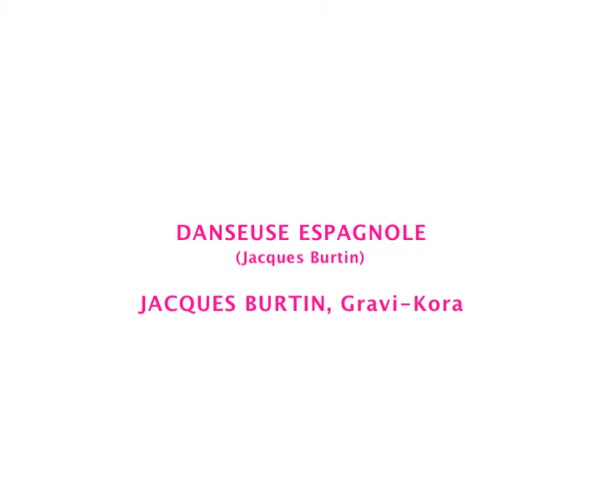 DANSEUSE ESPAGNOLE
(Jacques Burtin)
JACQUES BURTIN, Gravi-Kora